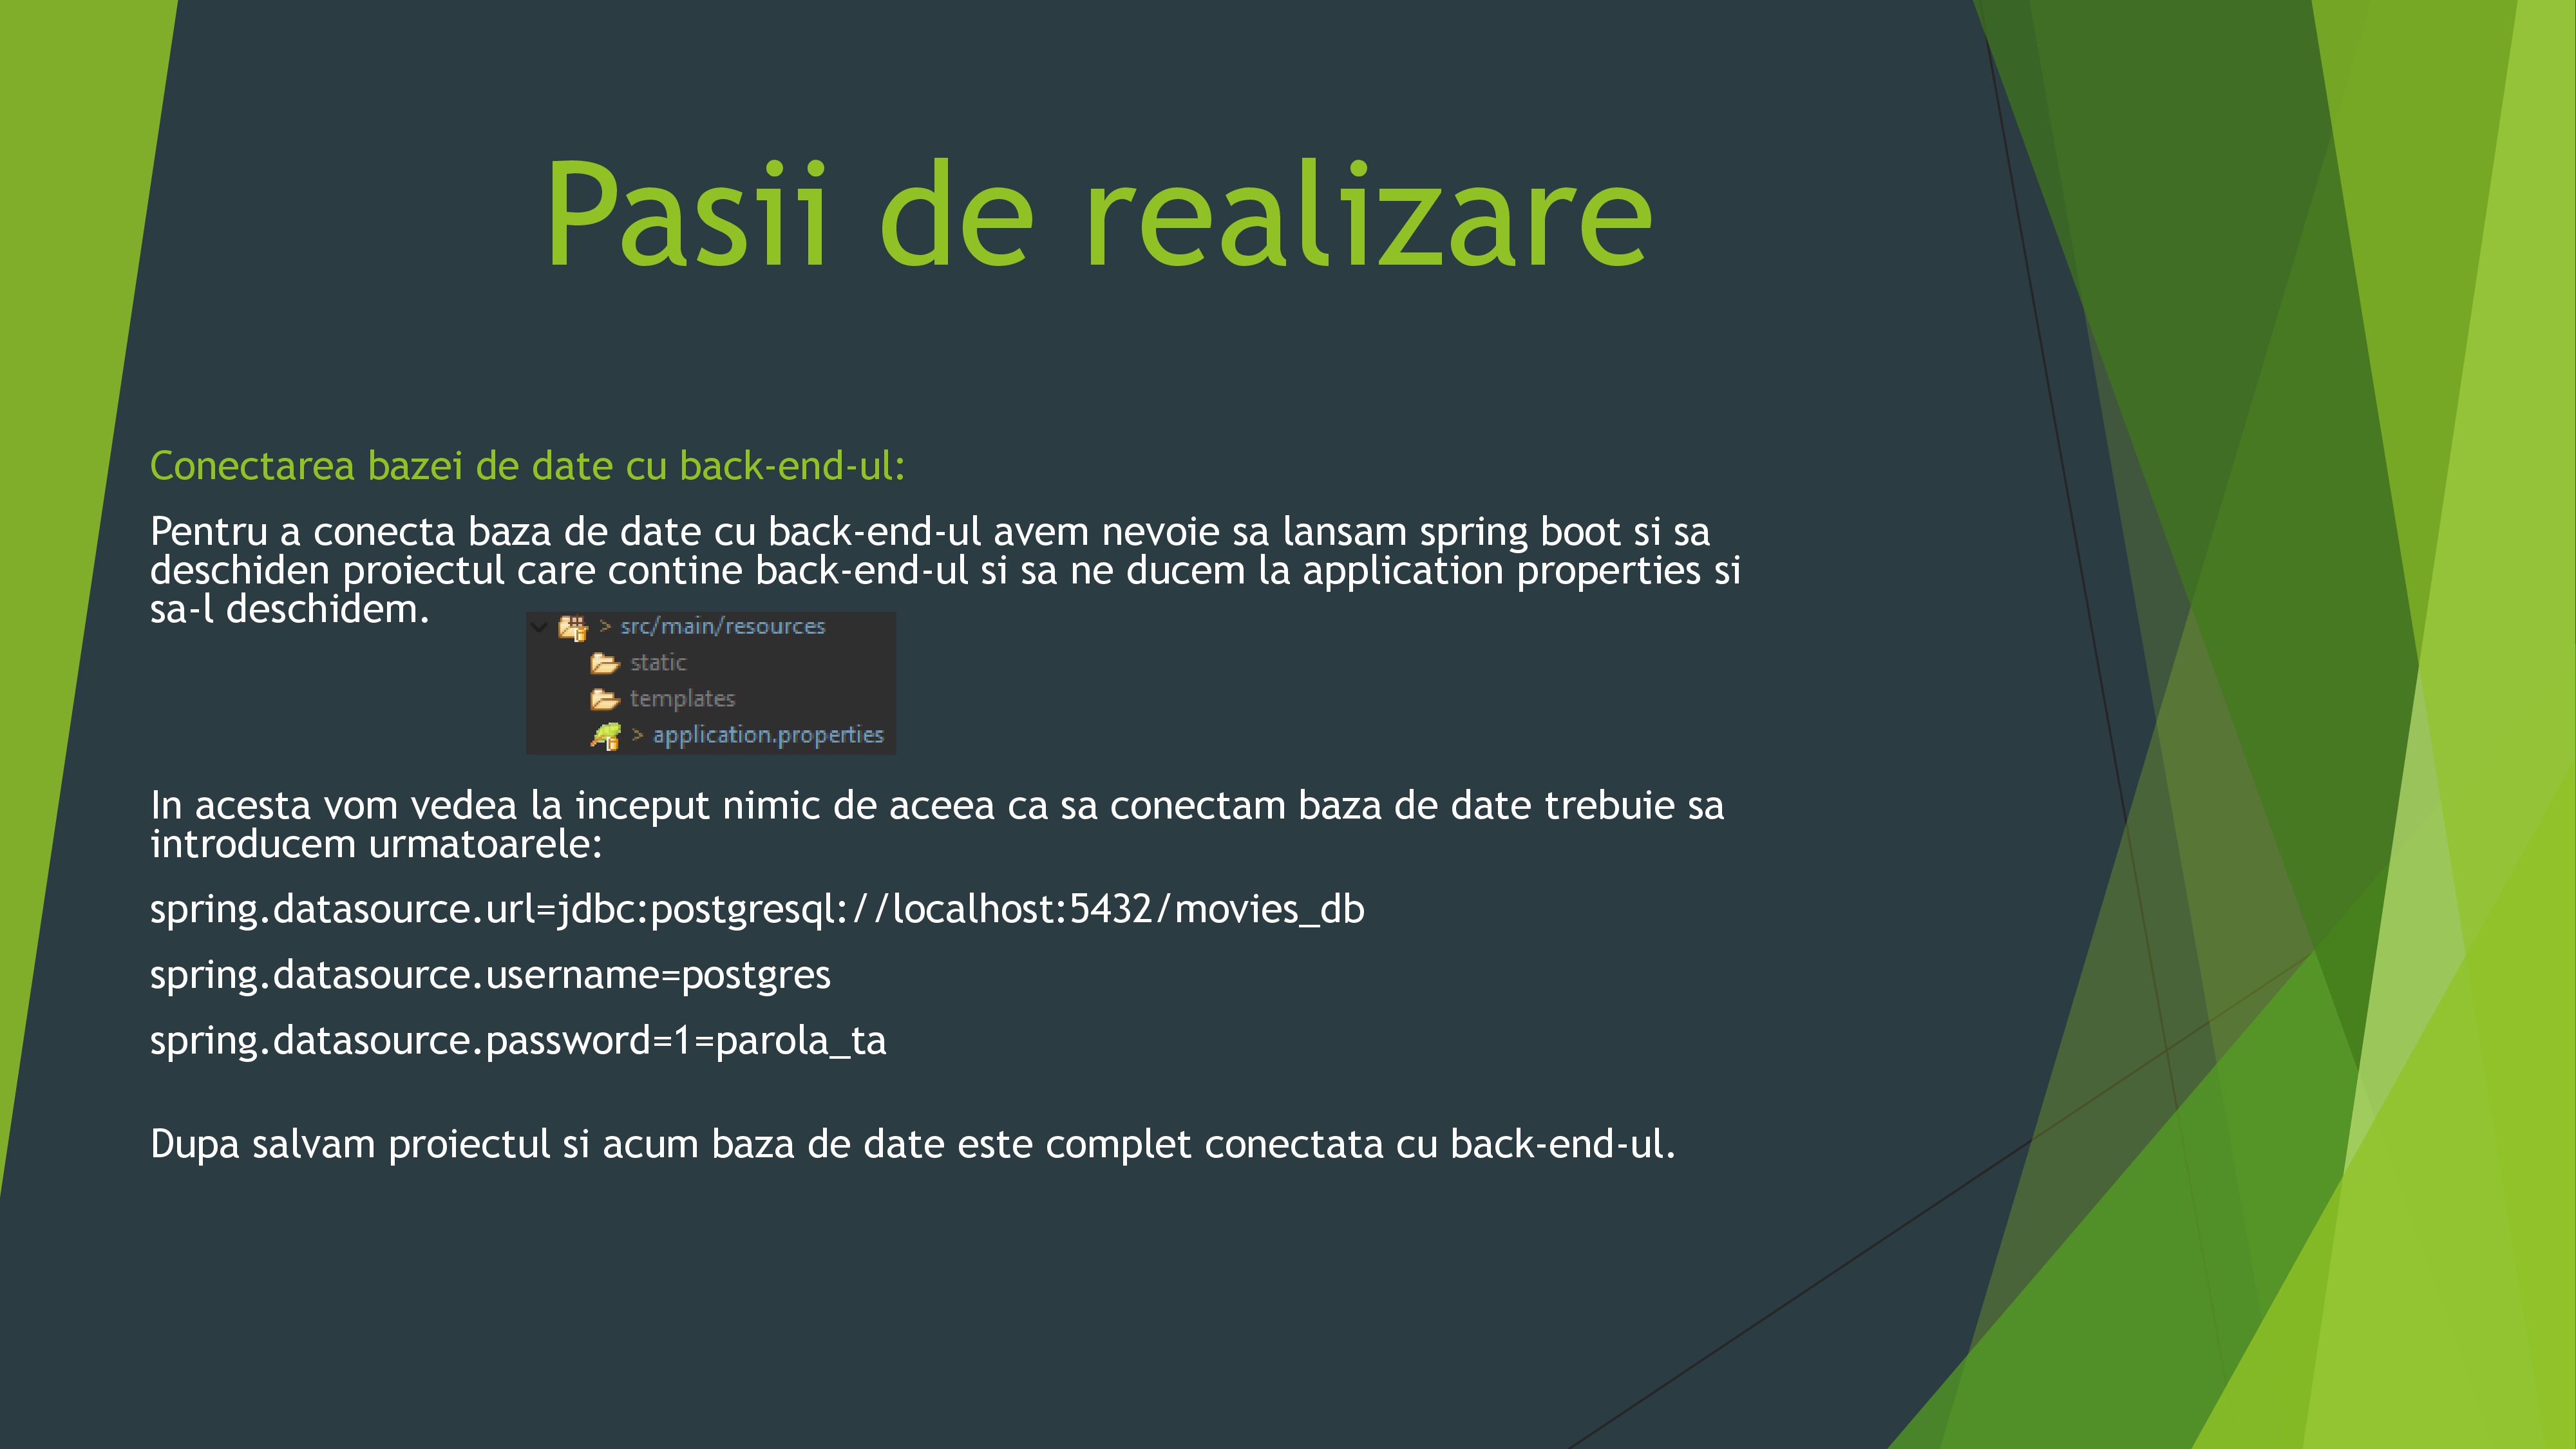 Pasii de realizare
Conectarea bazei de date cu back-end-ul:
Pentru a conecta baza de date cu back-end-ul avem nevoie sa lansam spring boot si sa
deschiden proiectul care contine back-end-ul si sa ne ducem la application properties si
sa-l deschidem.
> src/main/resources
static
templates
> application.properties
In acesta vom vedea la inceput nimic de aceea ca sa conectam baza de date trebuie sa
introducem urmatoarele:
spring.datasource.url=jdbc:postgresql://localhost:5432/movies_db
spring.datasource.username=postgres
spring.datasource.password=1=parola_ta
Dupa salvam proiectul si acum baza de date este complet conectata cu back-end-ul.